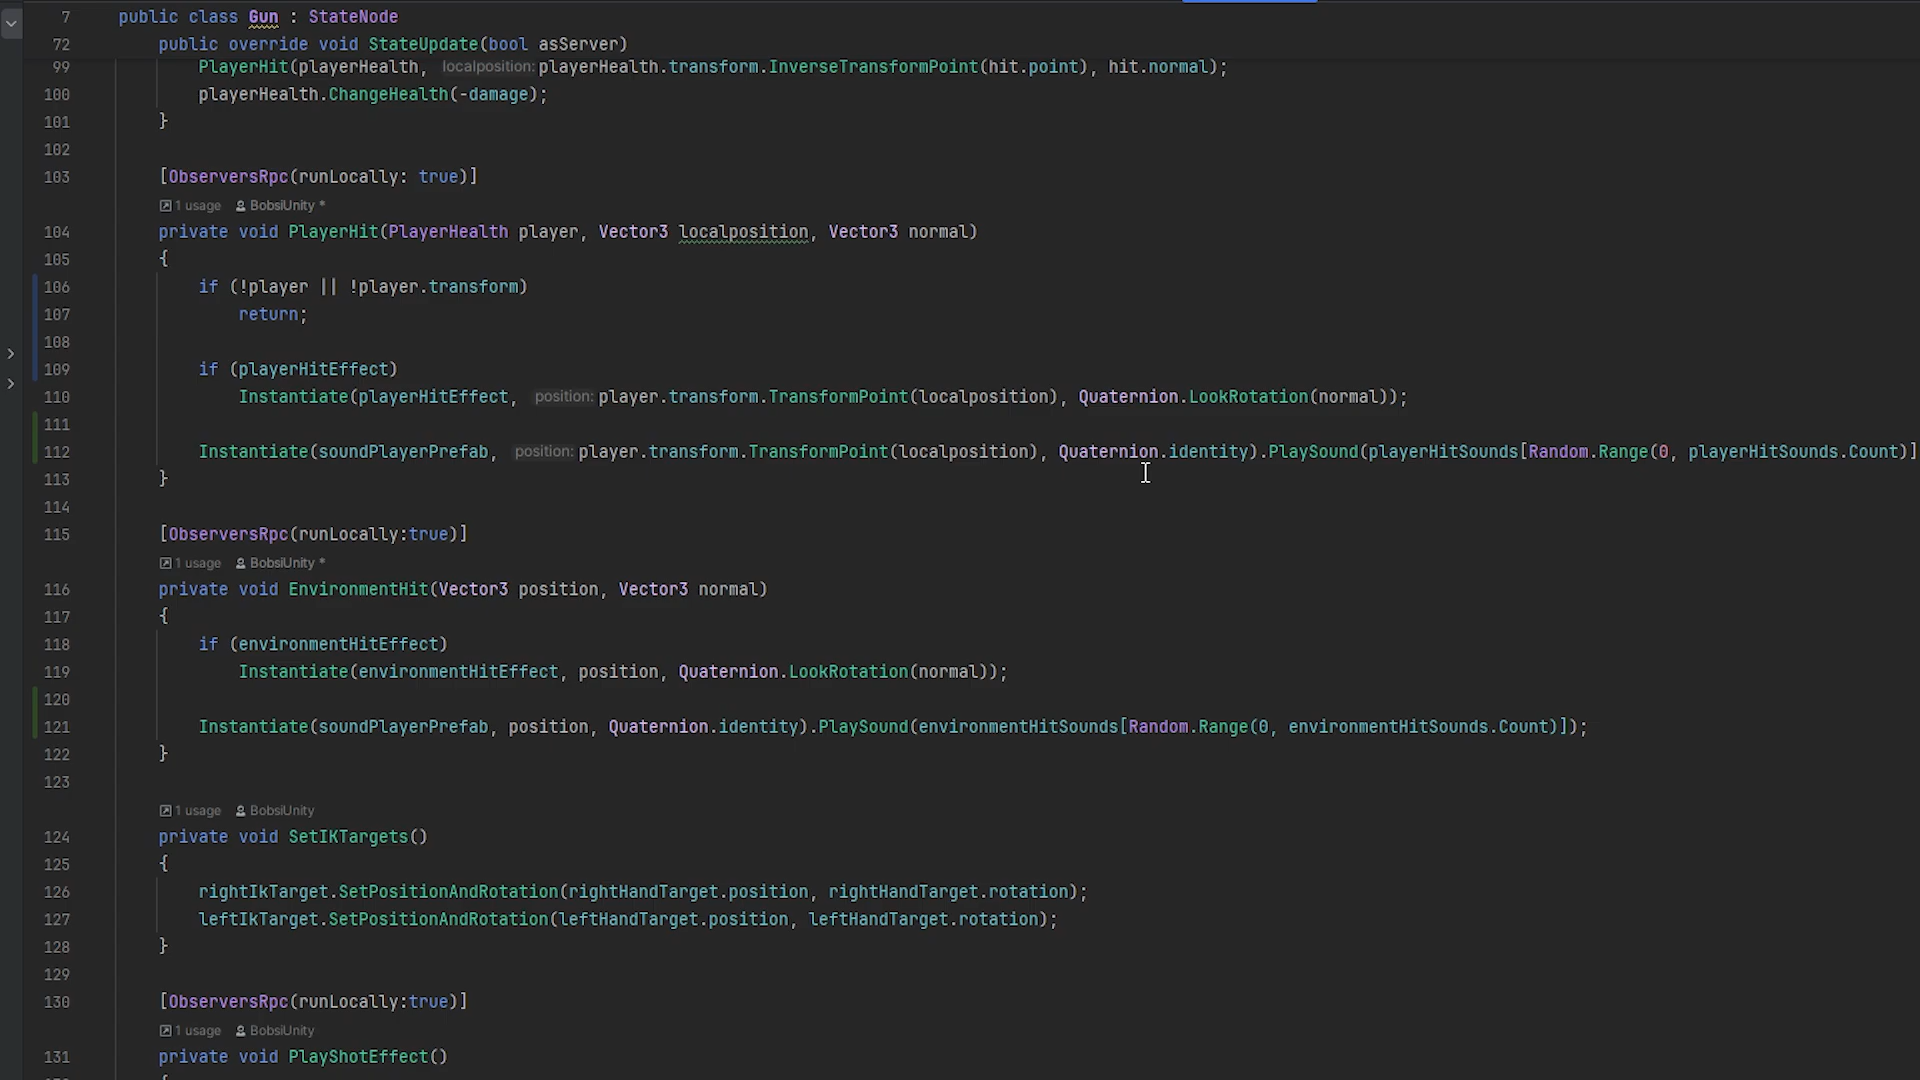 7 public class Gun : StateNode
72 public override void StateUpdate(bool asServer)
99 PlayerHit(playerHealth, localposition: playerHealth.transform.InverseTransformPoint(hit.point), hit.normal);
100 playerHealth.ChangeHealth(-damage);
101 }
102
103 [ObserversRpc(runLocally: true)]
1 usage BobsiUnity *
104 private void PlayerHit(PlayerHealth player, Vector3 localposition, Vector3 normal)
105 {
106 if (!player || !player.transform)
107 return;
108
109 if (playerHitEffect)
110 Instantiate(playerHitEffect, position: player.transform.TransformPoint(localposition), Quaternion.LookRotation(normal));
111
112 Instantiate(soundPlayerPrefab, position: player.transform.TransformPoint(localposition), Quaternion.identity).PlaySound(playerHitSounds[Random.Range(0, playerHitSounds.Count)]
113 }
114
115 [ObserversRpc(runLocally:true)]
1 usage BobsiUnity *
116 private void EnvironmentHit(Vector3 position, Vector3 normal)
117 {
118 if (environmentHitEffect)
119 Instantiate(environmentHitEffect, position, Quaternion.LookRotation(normal));
120
121 Instantiate(soundPlayerPrefab, position, Quaternion.identity).PlaySound(environmentHitSounds[Random.Range(0, environmentHitSounds.Count)]);
122 }
123
1 usage BobsiUnity
124 private void SetIKTargets()
125 {
126 rightIkTarget.SetPositionAndRotation(rightHandTarget.position, rightHandTarget.rotation);
127 leftIkTarget.SetPositionAndRotation(leftHandTarget.position, leftHandTarget.rotation);
128 }
129
130 [ObserversRpc(runLocally:true)]
1 usage BobsiUnity
131 private void PlayShotEffect()